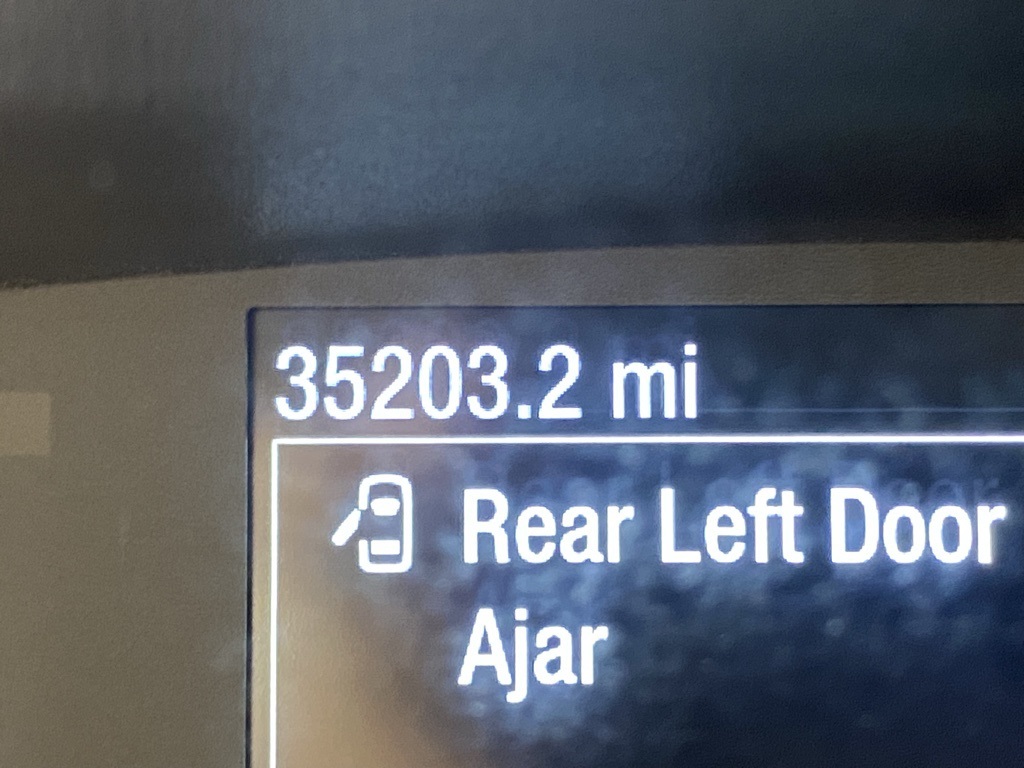 35203.2 mi
Rear Left Door
Ajar